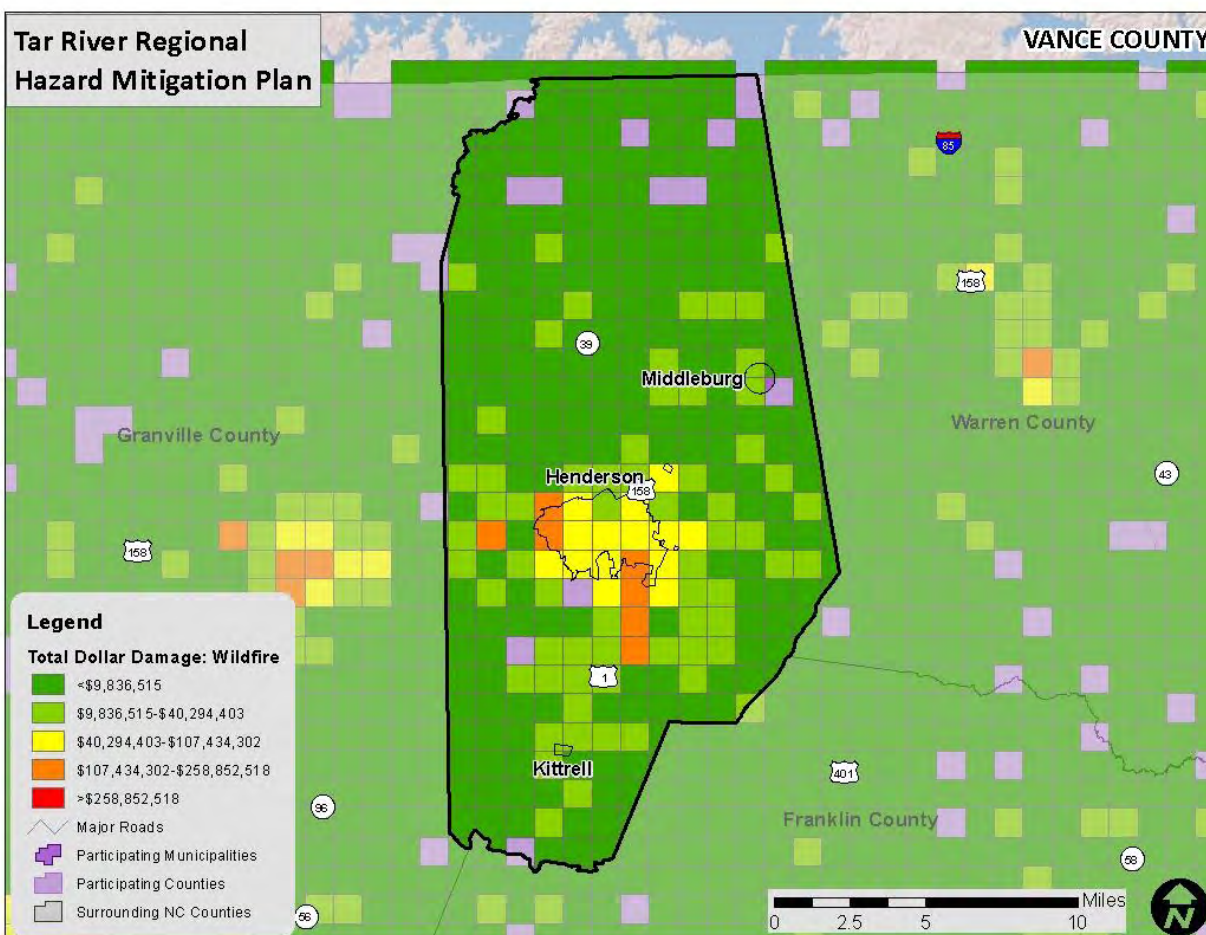 Tar River Regional
Hazard Mitigation Plan
VANCE COUNTY
85
158
39
Middleburg
Granville County
Warren County
43
Henderson
158
158
1
Kittrell
401
96
Franklin County
58
56
Legend
Total Dollar Damage: Wildfire
<$9,836,515
$9,836,515-$40,294,403
$40,294,403-$107,434,302
$107,434,302-$258,852,518
>$258,852,518
Major Roads
Participating Municipalities
Participating Counties
Surrounding NC Counties
Miles
0 2.5 5 10
N